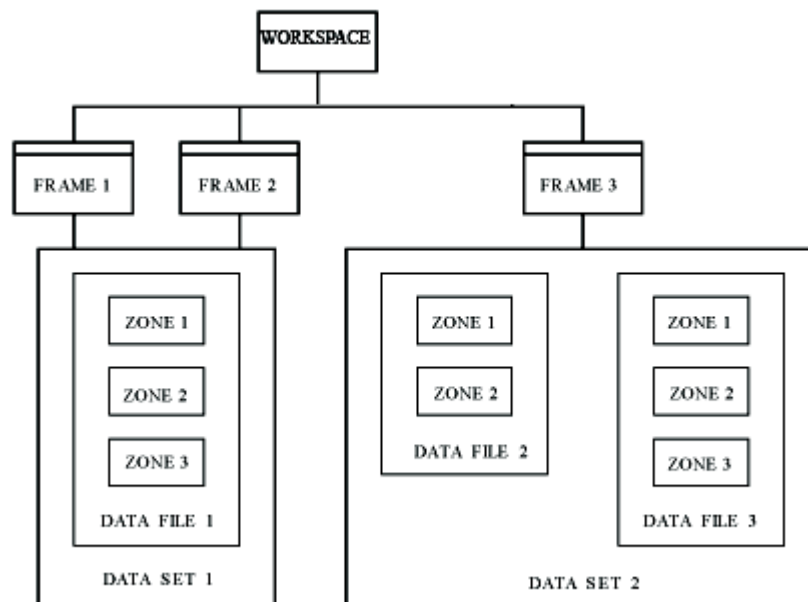 WORKSPACE
FRAME 1
FRAME 2
FRAME 3
ZONE 1
ZONE 2
ZONE 3
DATA FILE 1
DATA SET 1
ZONE 1
ZONE 2
DATA FILE 2
ZONE 1
ZONE 2
ZONE 3
DATA FILE 3
DATA SET 2